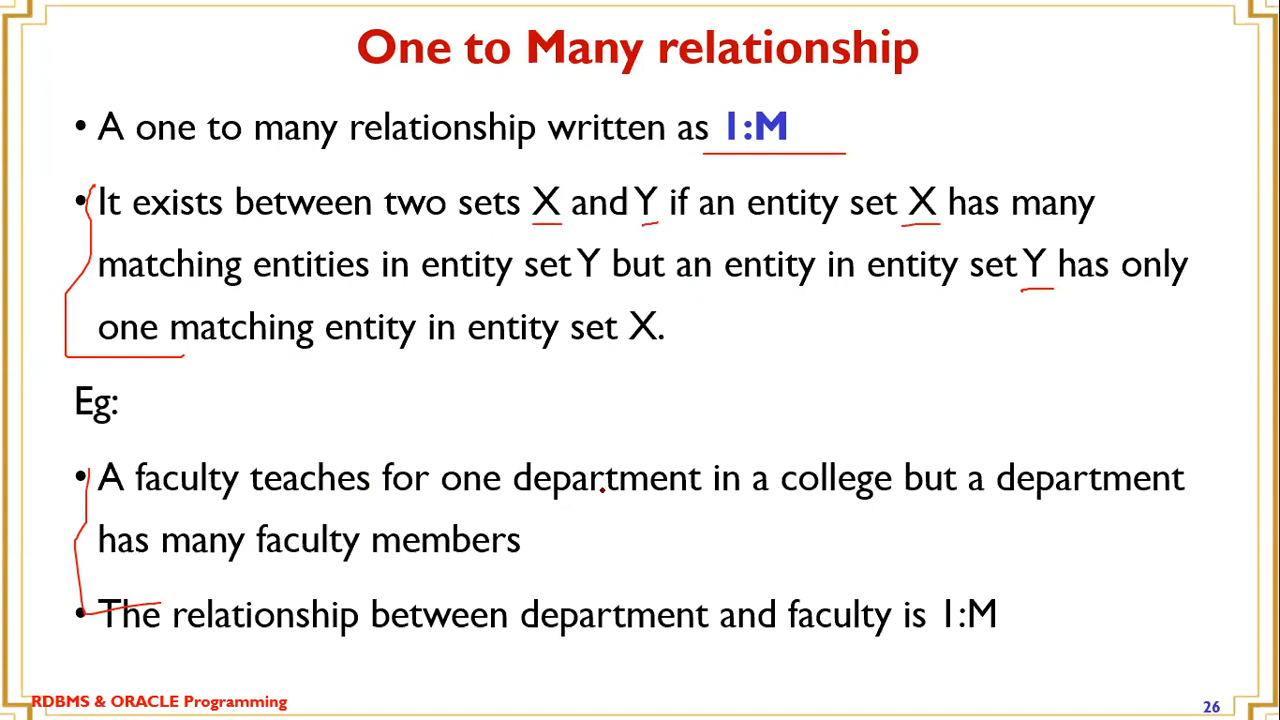 One to Many relationship
• A one to many relationship written as 1:M
• It exists between two sets X and Y if an entity set X has many
matching entities in entity set Y but an entity in entity set Y has only
one matching entity in entity set X.
Eg:
• A faculty teaches for one department in a college but a department
has many faculty members
• The relationship between department and faculty is 1:M
RDBMS & ORACLE Programming
26